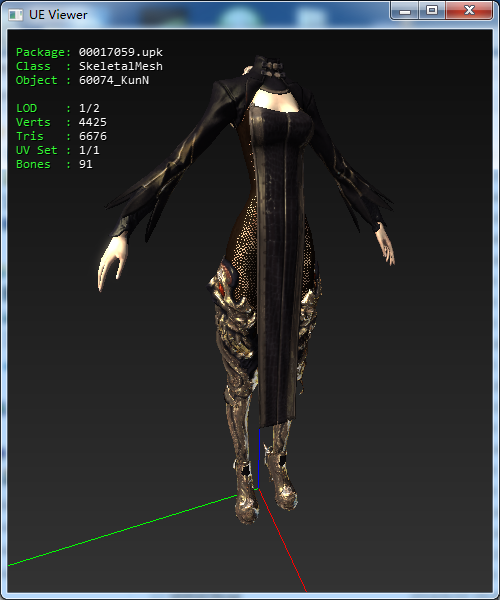 UE Viewer
Package: 00017059.upk
Class : SkeletalMesh
Object : 60074_KunN
LOD : 1/2
Verts : 4425
Tris : 6676
UV Set : 1/1
Bones : 91